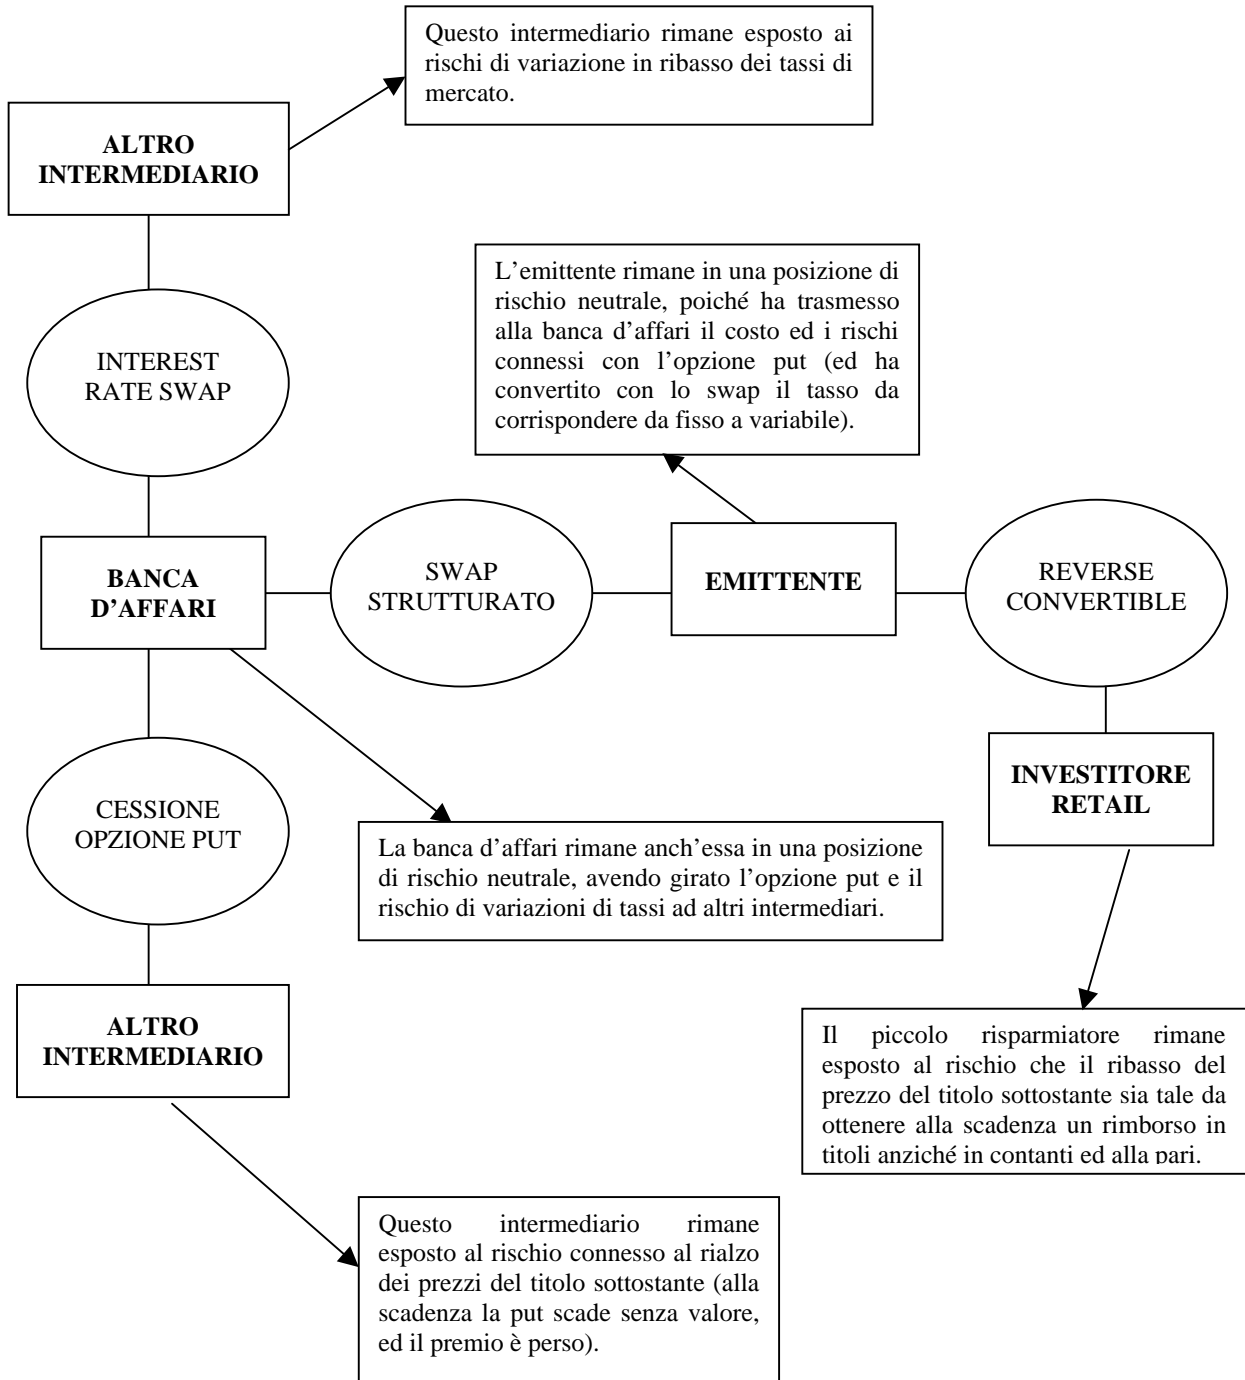 Questo intermediario rimane esposto ai
rischi di variazione in ribasso dei tassi di
mercato.
ALTRO
INTERMEDIARIO
L'emittente rimane in una posizione di
rischio neutrale, poiché ha trasmesso
alla banca d'affari il costo ed i rischi
connessi con l'opzione put (ed ha
convertito con lo swap il tasso da
corrispondere da fisso a variabile).
INTEREST
RATE SWAP
BANCA
D'AFFARI
SWAP
STRUTTURATO
EMITTENTE
REVERSE
CONVERTIBLE
INVESTITORE
RETAIL
CESSIONE
OPZIONE PUT
La banca d'affari rimane anch'essa in una posizione
di rischio neutrale, avendo girato l'opzione put e il
rischio di variazioni di tassi ad altri intermediari.
ALTRO
INTERMEDIARIO
Il piccolo risparmiatore rimane
esposto al rischio che il ribasso del
prezzo del titolo sottostante sia tale da
ottenere alla scadenza un rimborso in
titoli anziché in contanti ed alla pari.
Questo intermediario rimane
esposto al rischio connesso al rialzo
dei prezzi del titolo sottostante (alla
scadenza la put scade senza valore,
ed il premio è perso).